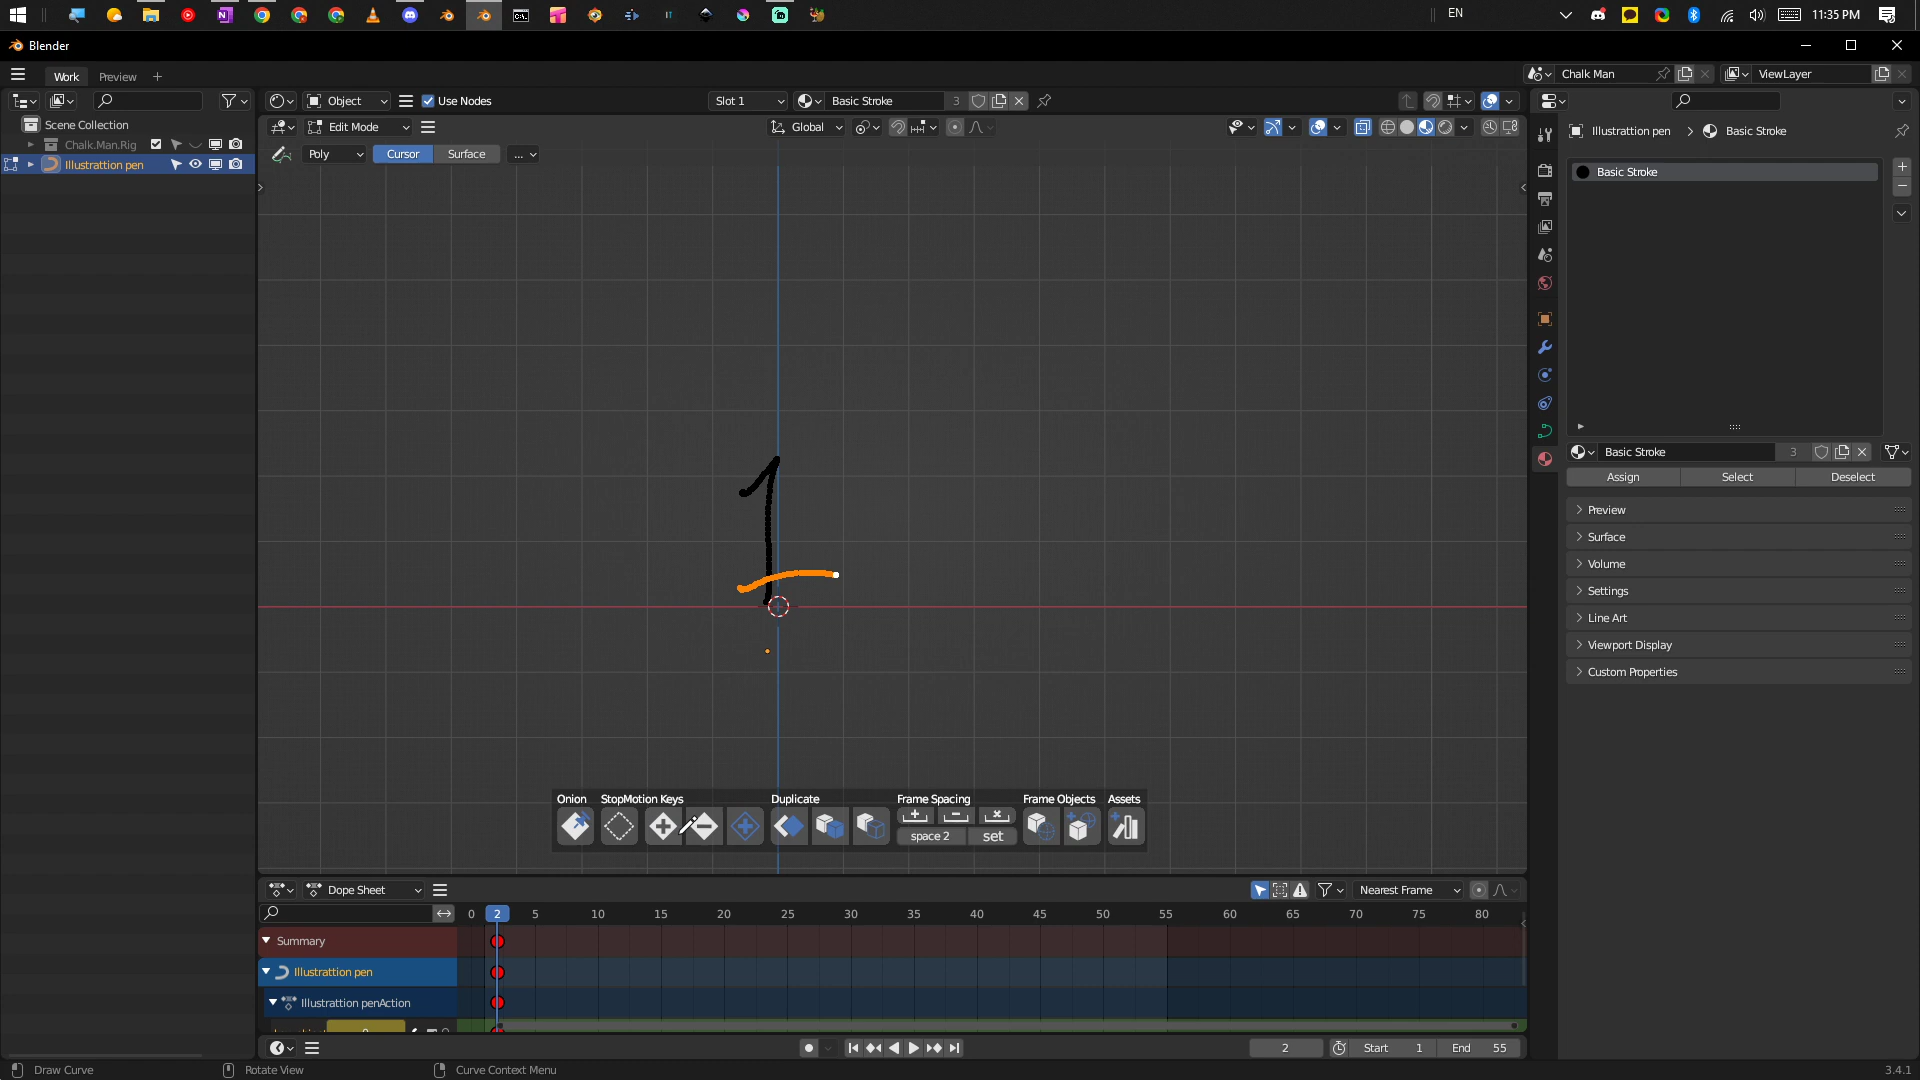 EN
11:35 PM
Blender
Work Preview +
Chalk Man
ViewLayer
Object
Use Nodes
Slot 1
Basic Stroke
3
Scene Collection
Chalk.Man.Rig
Illustrattion pen
Edit Mode
Global
Poly
Cursor
Surface
...
Illustrattion pen
Basic Stroke
Basic Stroke
1
Basic Stroke
3
Assign
Select
Deselect
Preview
Surface
Volume
Settings
Line Art
Viewport Display
Custom Properties
Onion
StopMotion Keys
Duplicate
Frame Spacing
Frame Objects
Assets
space 2
set
Dope Sheet
Nearest Frame
0 2 5 10 15 20 25 30 35 40 45 50 55 60 65 70 75 80
Summary
Illustrattion pen
Illustrattion penAction
2
Start 1
End 55
Draw Curve
Rotate View
Curve Context Menu
3.4.1